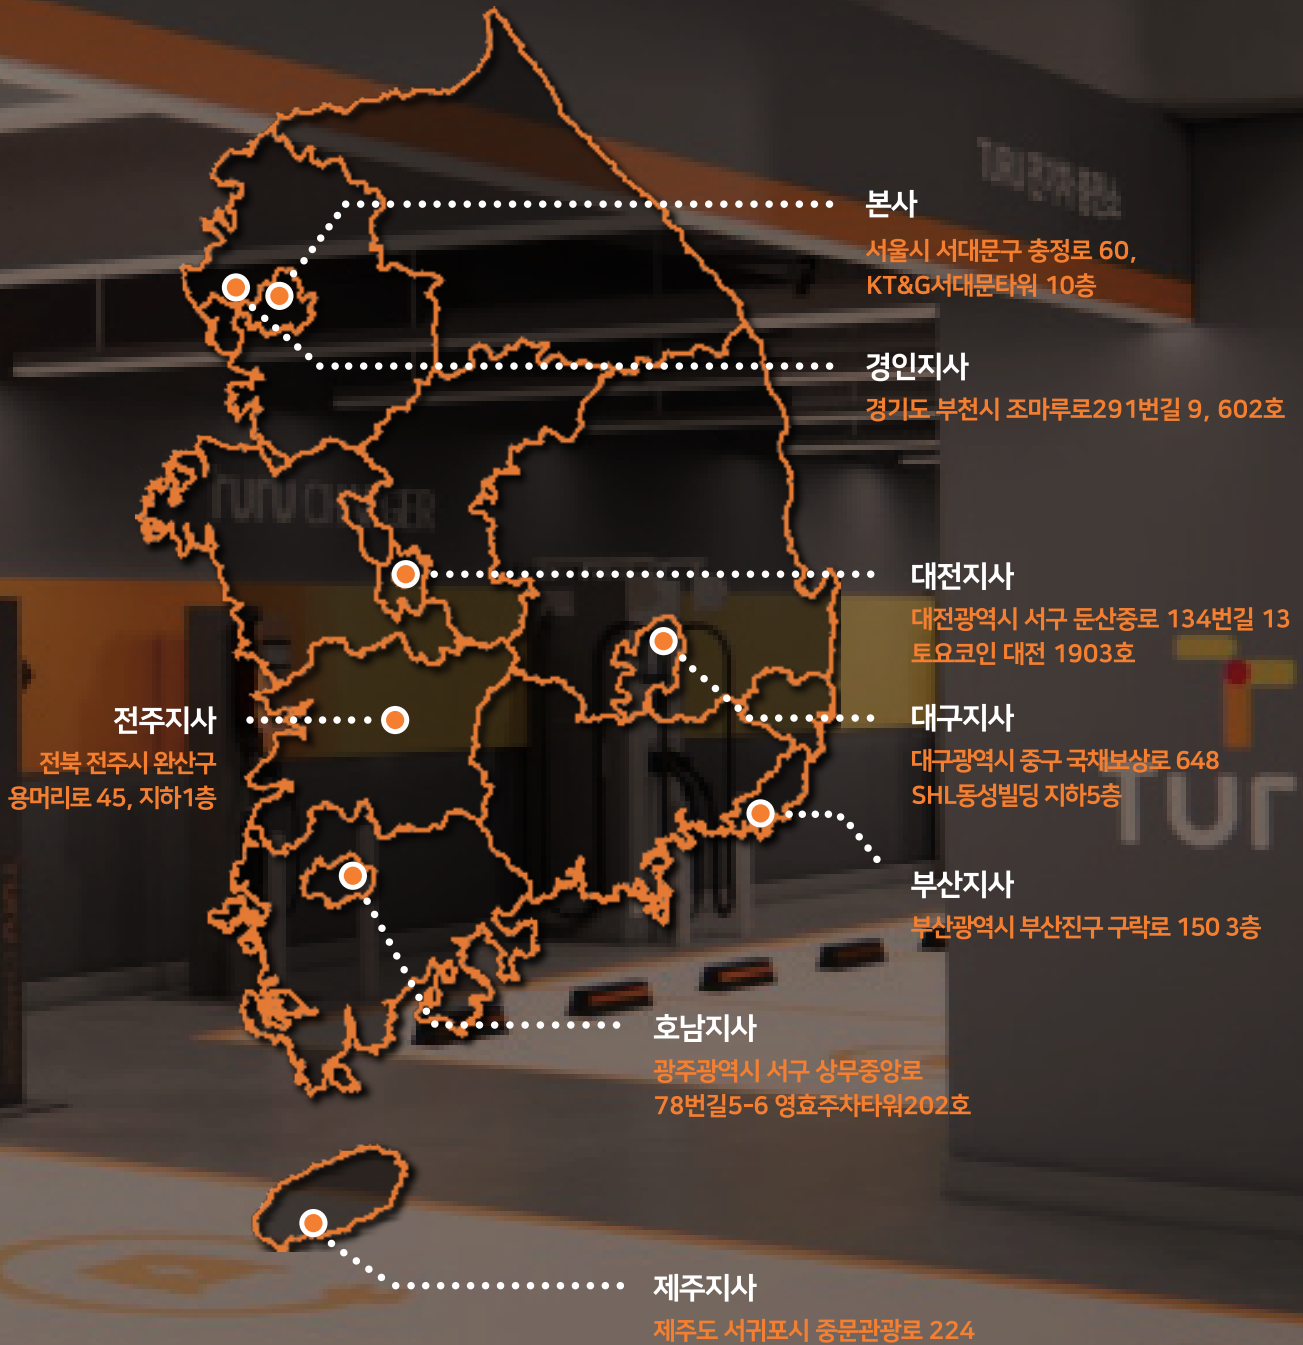 본사
서울시 서대문구 충정로 60,
KT&G서대문타워 10층
경인지사
경기도 부천시 조마루로291번길 9, 602호
대전지사
대전광역시 서구 둔산중로 134번길 13
토요코인 대전 1903호
전주지사
전북 전주시 완산구
용머리로 45, 지하1층
대구지사
대구광역시 중구 국채보상로 648
SHL동성빌딩 지하5층
부산지사
부산광역시 부산진구 구락로 150 3층
호남지사
광주광역시 서구 상무중앙로
78번길5-6 영효주차타워202호
제주지사
제주도 서귀포시 중문관광로 224